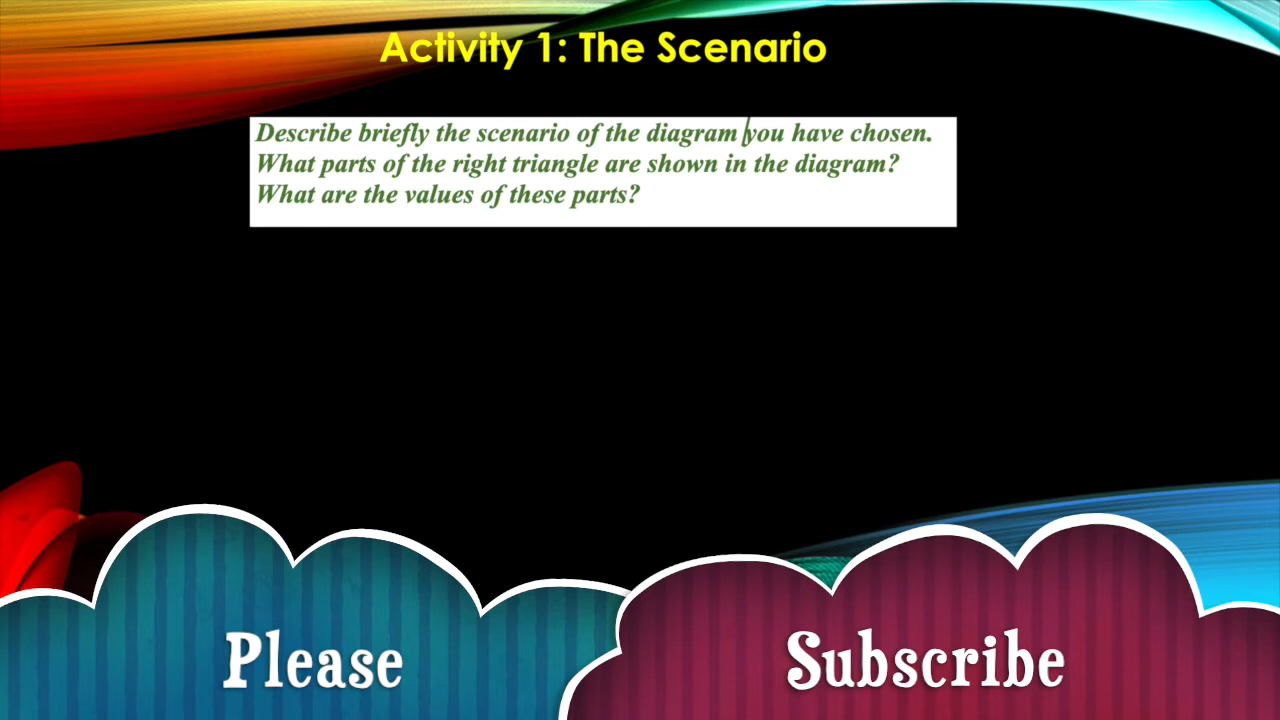 Activity 1: The Scenario
Describe briefly the scenario of the diagram you have chosen.
What parts of the right triangle are shown in the diagram?
What are the values of these parts?
Please
Subscribe